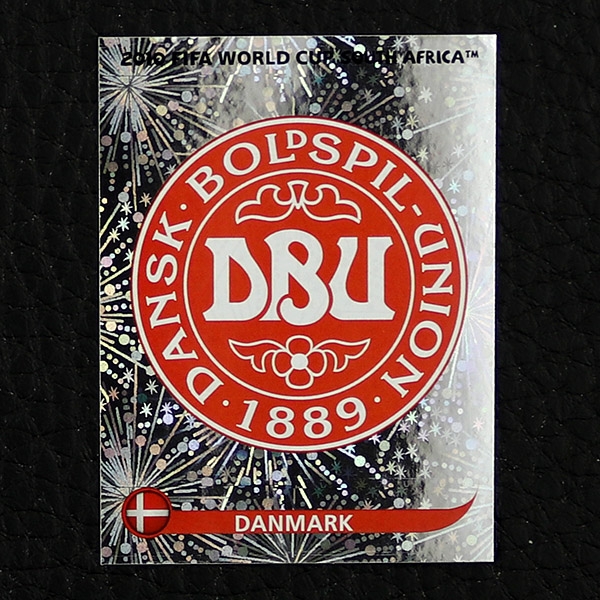 2010 FIFA WORLD CUP SOUTH AFRICA™
DANSK · BOLDSPIL-UNION
DBU
· 1889 ·
DANMARK